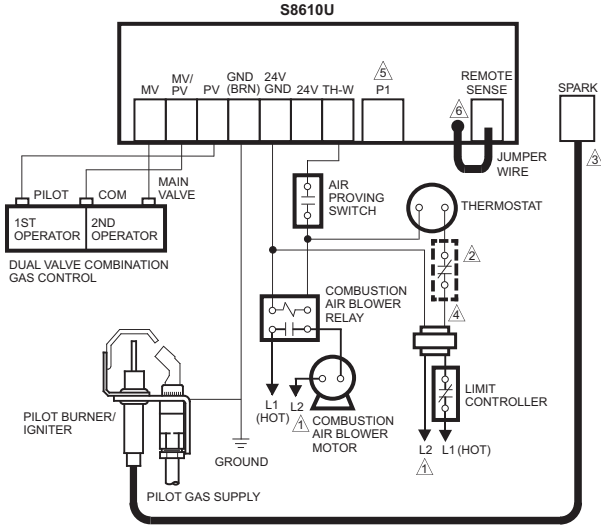 S8610U
MV
MV/
PV
PV
GND
(BRN)
24V
GND
24V
TH-W
5
P1
6
REMOTE
SENSE
SPARK
3
JUMPER
WIRE
PILOT
COM
MAIN
VALVE
1ST
OPERATOR
2ND
OPERATOR
DUAL VALVE COMBINATION
GAS CONTROL
AIR
PROVING
SWITCH
THERMOSTAT
2
4
COMBUSTION
AIR BLOWER
RELAY
L1
(HOT)
L2
1
COMBUSTION
AIR BLOWER
MOTOR
LIMIT
CONTROLLER
L2
1
L1 (HOT)
PILOT BURNER/
IGNITER
GROUND
PILOT GAS SUPPLY